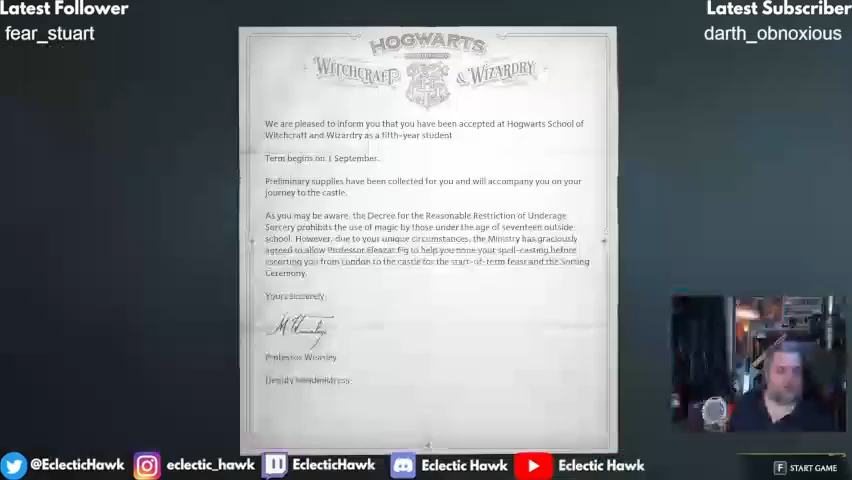 Latest Follower
fear_stuart
Latest Subscriber
darth_obnoxious
HOGWARTS
WITCHCRAFT & WIZARDRY
We are pleased to inform you that you have been accepted at Hogwarts School of
Witchcraft and Wizardry as a fifth-year student
Term begins on 1 September.
Preliminary supplies have been collected for you and will accompany you on your
journey to the castle.
As you may be aware, the Decree for the Reasonable Restriction of Underage
Sorcery prohibits the use of magic by those under the age of seventeen outside
school. However, due to your unique circumstances, the Ministry has graciously
agreed to allow Professor Eleazar Fig to help you hone your spell-casting before
escorting you from London to the castle for the start-of-term feast and the Sorting
Ceremony.
Yours sincerely
Professor Weasley
Deputy Headmistress
@EclecticHawk
eclectic_hawk
EclecticHawk
Eclectic Hawk
Eclectic Hawk
F START GAME